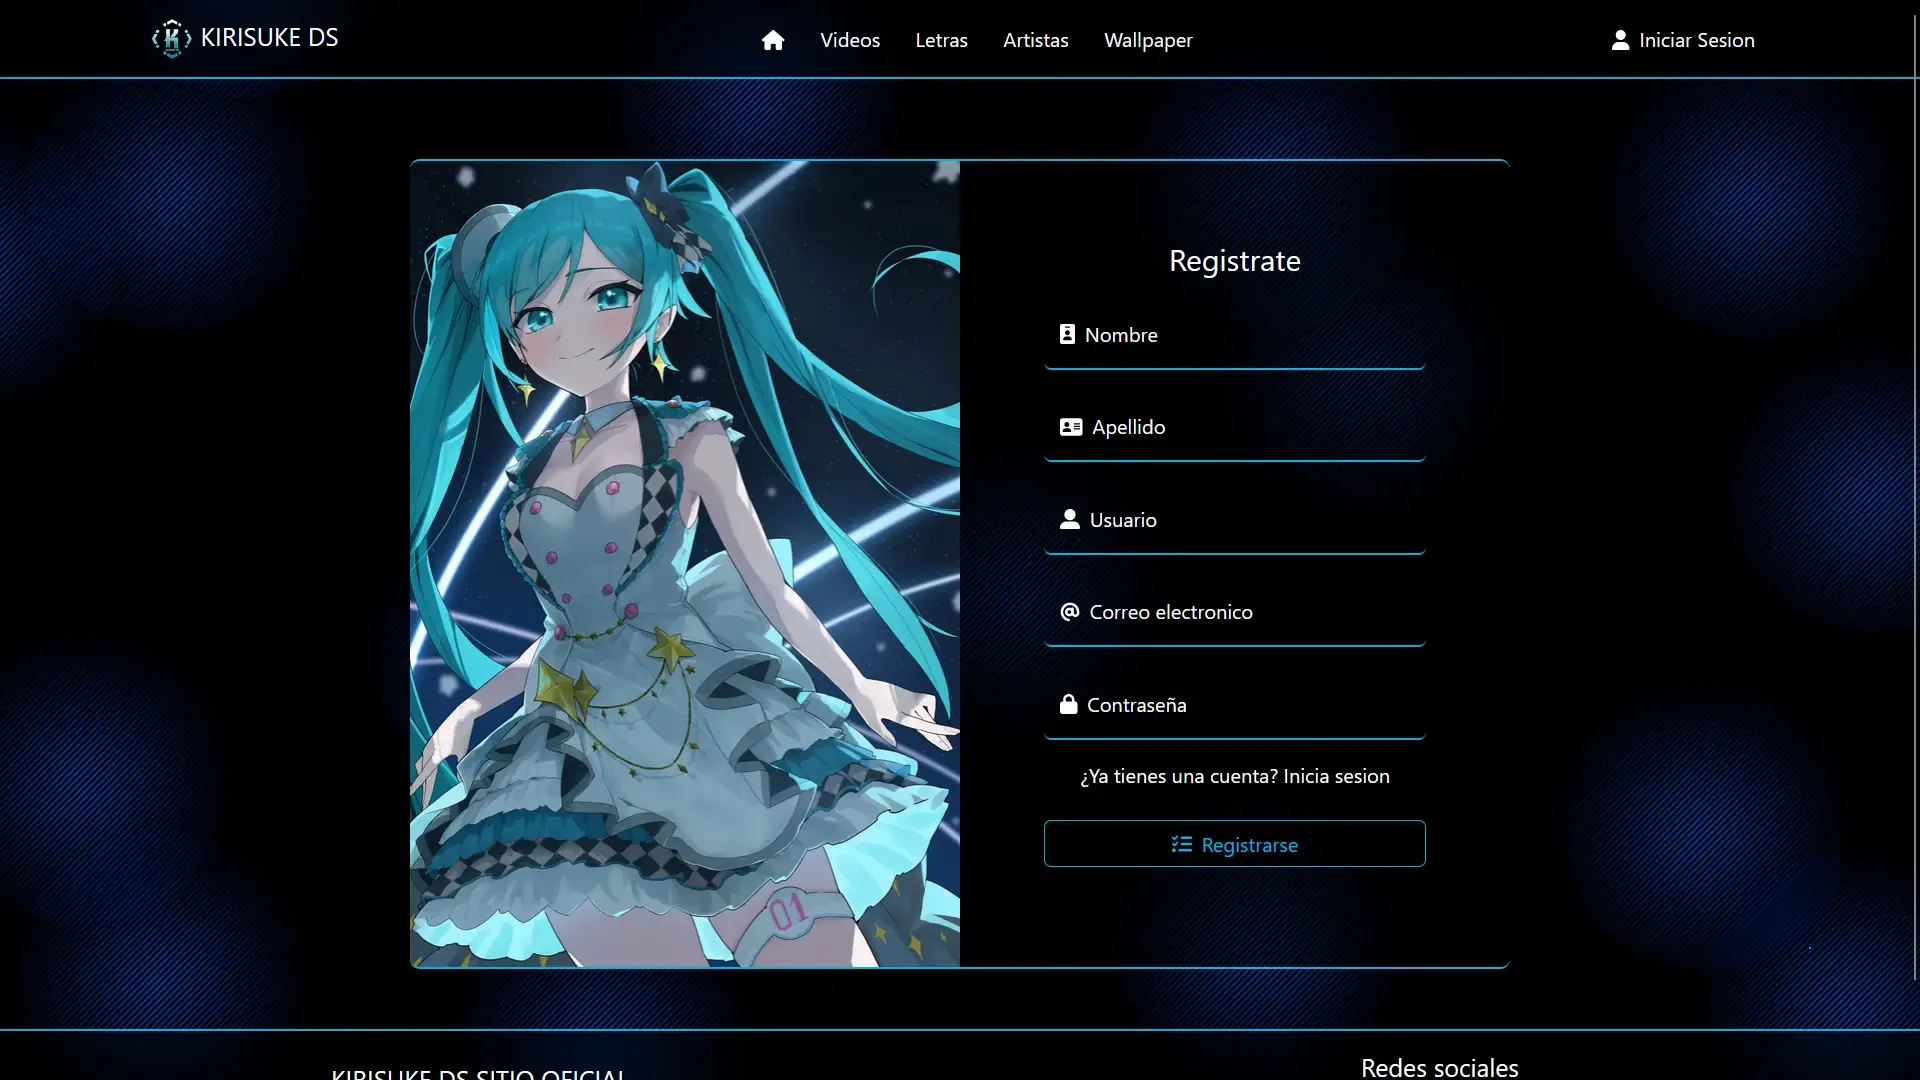 KIRISUKE DS
Videos
Letras
Artistas
Wallpaper
Iniciar Sesion
Registrate
Nombre
Apellido
Usuario
Correo electronico
Contraseña
¿Ya tienes una cuenta? Inicia sesion
Registrarse
01
KIRISUKE DS SITIO OFICIAL
Redes sociales